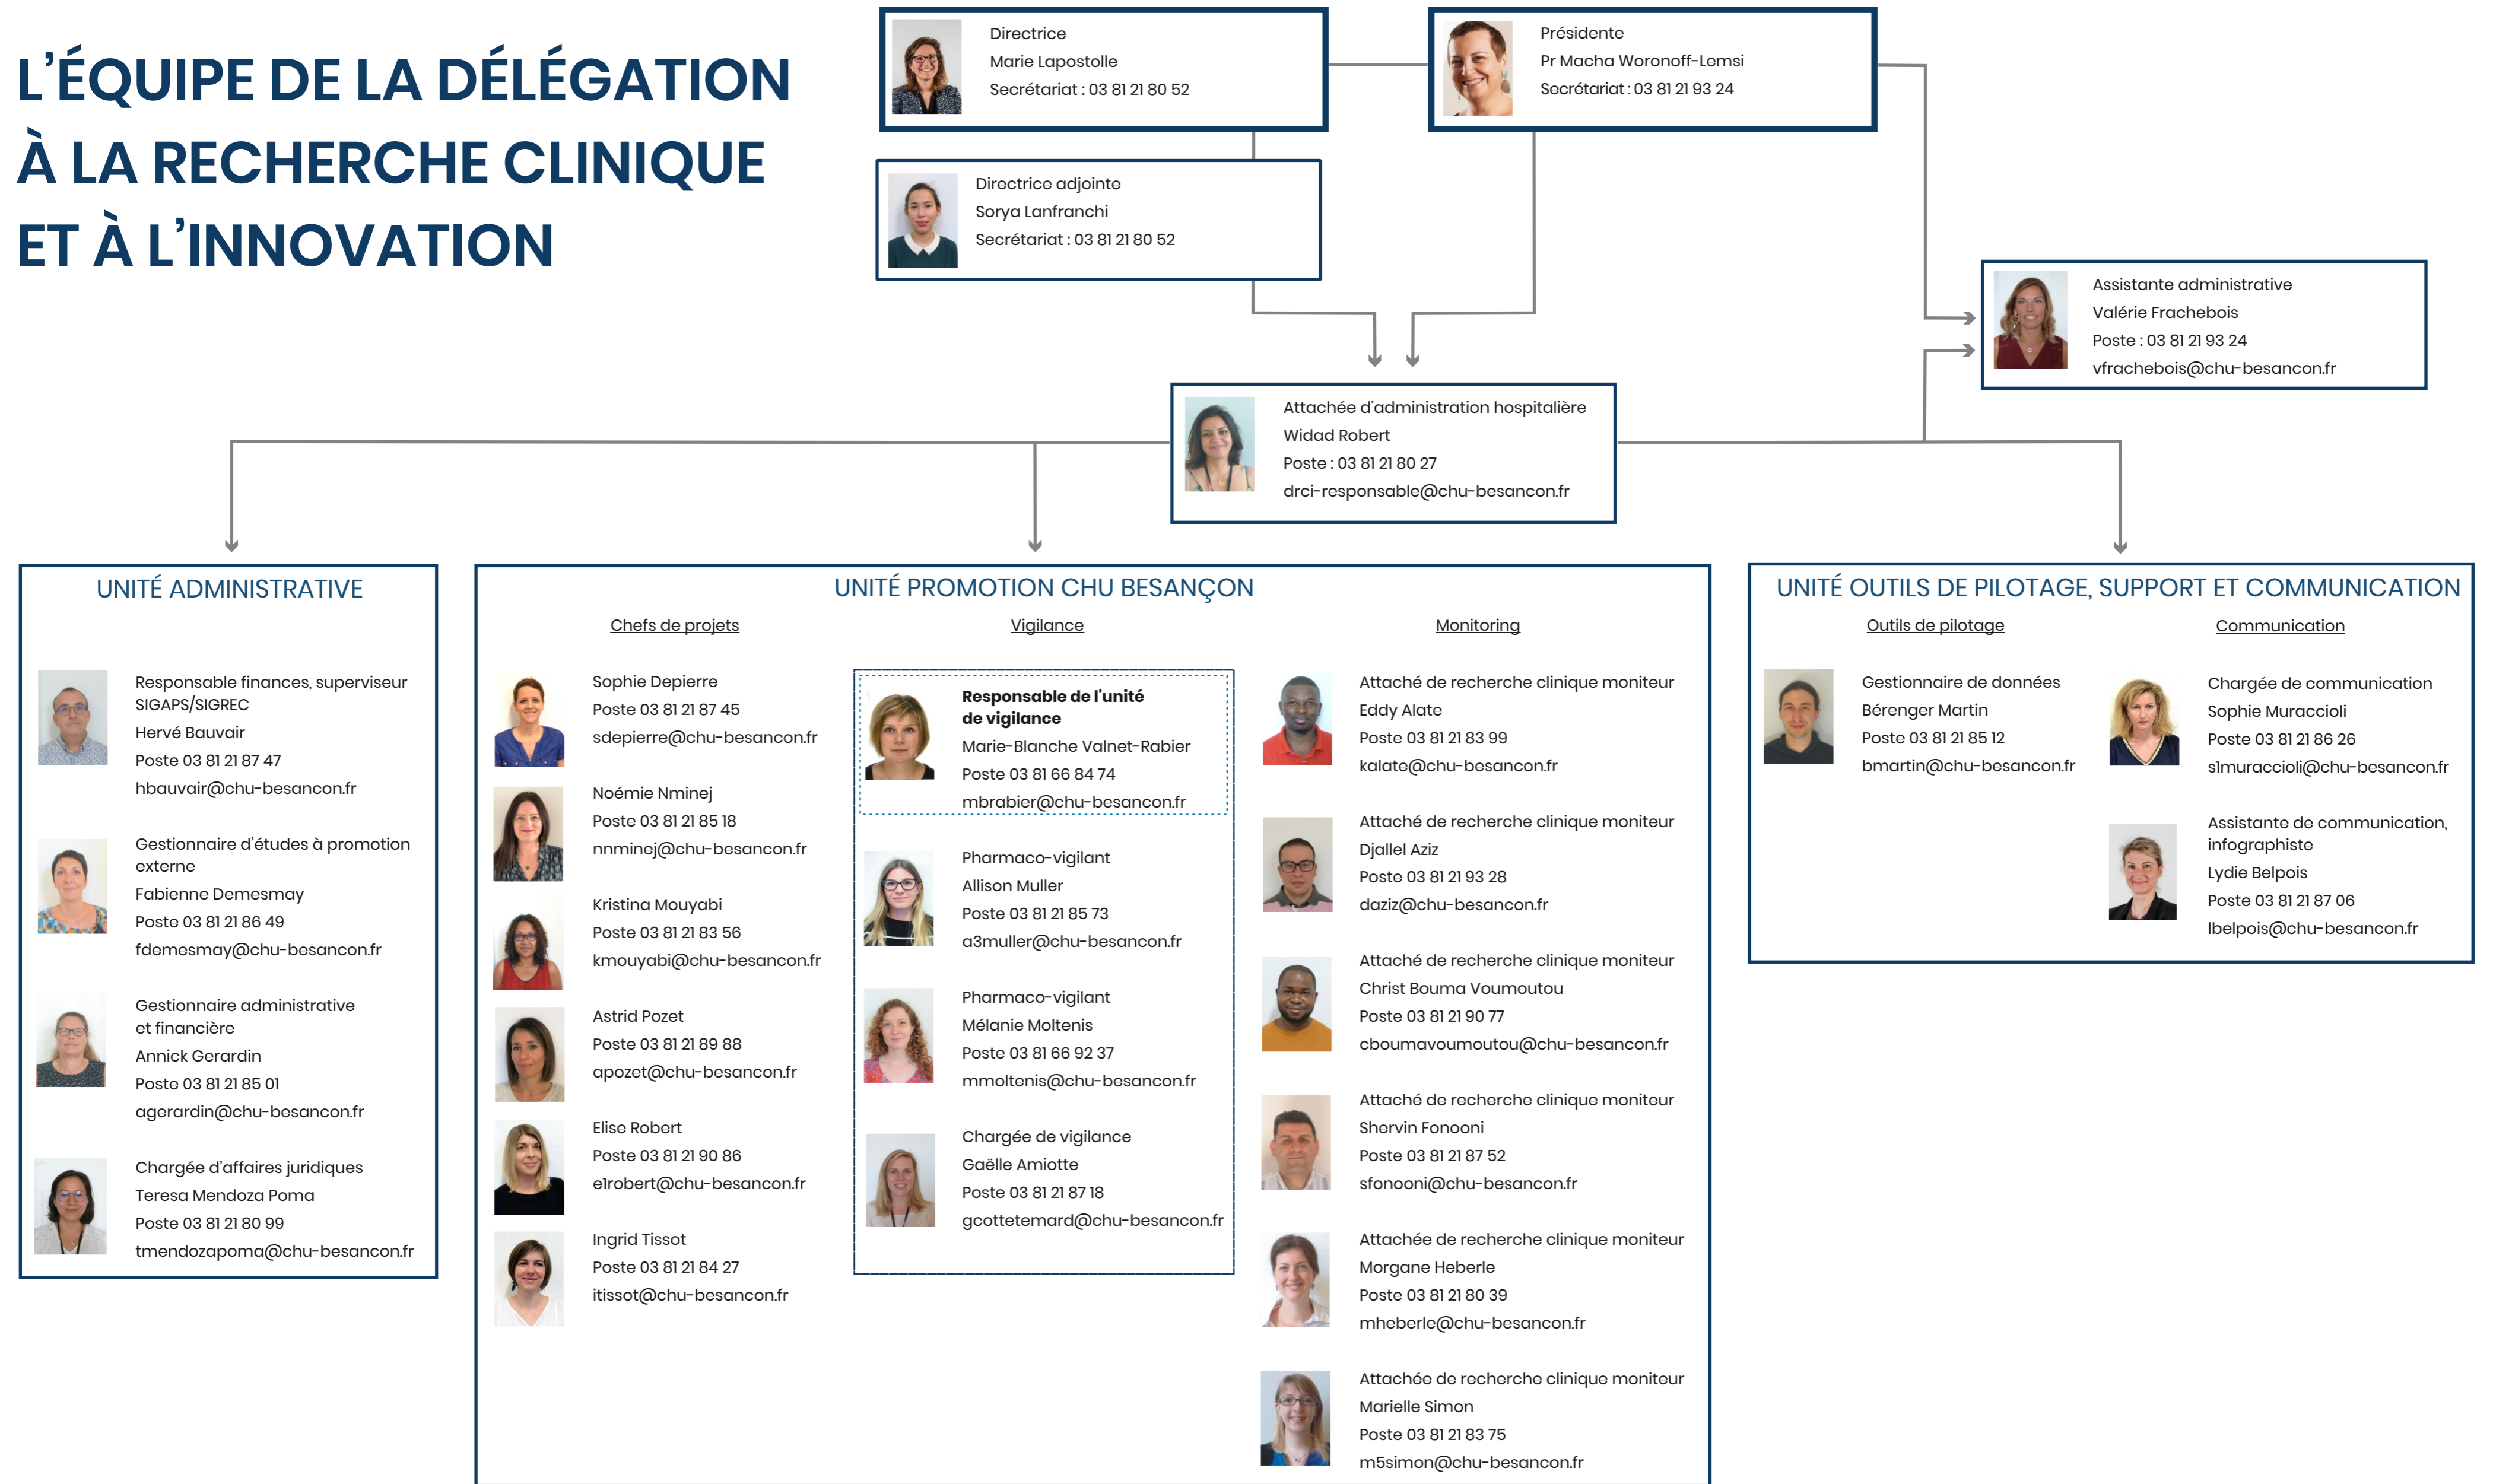 L’ÉQUIPE DE LA DÉLÉGATION
À LA RECHERCHE CLINIQUE
ET À L’INNOVATION
Directrice
Marie Lapostolle
Secrétariat : 03 81 21 80 52
Présidente
Pr Macha Woronoff-Lemsi
Secrétariat : 03 81 21 93 24
Directrice adjointe
Sorya Lanfranchi
Secrétariat : 03 81 21 80 52
Assistante administrative
Valérie Frachebois
Poste : 03 81 21 93 24
vfrachebois@chu-besancon.fr
Attachée d’administration hospitalière
Widad Robert
Poste : 03 81 21 80 27
drci-responsable@chu-besancon.fr
UNITÉ ADMINISTRATIVE
Responsable finances, superviseur
SIGAPS/SIGREC
Hervé Bauvair
Poste 03 81 21 87 47
hbauvair@chu-besancon.fr
Gestionnaire d’études à promotion
externe
Fabienne Demesmay
Poste 03 81 21 86 49
fdemesmay@chu-besancon.fr
Gestionnaire administrative
et financière
Annick Gerardin
Poste 03 81 21 85 01
agerardin@chu-besancon.fr
Chargée d’affaires juridiques
Teresa Mendoza Poma
Poste 03 81 21 80 99
tmendozapoma@chu-besancon.fr
UNITÉ PROMOTION CHU BESANÇON
Chefs de projets
Sophie Depierre
Poste 03 81 21 87 45
sdepierre@chu-besancon.fr
Noémie Nminej
Poste 03 81 21 85 18
nnminej@chu-besancon.fr
Kristina Mouyabi
Poste 03 81 21 83 56
kmouyabi@chu-besancon.fr
Astrid Pozet
Poste 03 81 21 89 88
apozet@chu-besancon.fr
Elise Robert
Poste 03 81 21 90 86
e1robert@chu-besancon.fr
Ingrid Tissot
Poste 03 81 21 84 27
itissot@chu-besancon.fr
Vigilance
Responsable de l'unité
de vigilance
Marie-Blanche Valnet-Rabier
Poste 03 81 66 84 74
mbrabier@chu-besancon.fr
Pharmaco-vigilant
Allison Muller
Poste 03 81 21 85 73
a3muller@chu-besancon.fr
Pharmaco-vigilant
Mélanie Moltenis
Poste 03 81 66 92 37
mmoltenis@chu-besancon.fr
Chargée de vigilance
Gaëlle Amiotte
Poste 03 81 21 87 18
gcottetemard@chu-besancon.fr
Monitoring
Attaché de recherche clinique moniteur
Eddy Alate
Poste 03 81 21 83 99
kalate@chu-besancon.fr
Attaché de recherche clinique moniteur
Djallel Aziz
Poste 03 81 21 93 28
daziz@chu-besancon.fr
Attaché de recherche clinique moniteur
Christ Bouma Voumoutou
Poste 03 81 21 90 77
cboumavoumoutou@chu-besancon.fr
Attaché de recherche clinique moniteur
Shervin Fonooni
Poste 03 81 21 87 52
sfonooni@chu-besancon.fr
Attachée de recherche clinique moniteur
Morgane Heberle
Poste 03 81 21 80 39
mheberle@chu-besancon.fr
Attachée de recherche clinique moniteur
Marielle Simon
Poste 03 81 21 83 75
m5simon@chu-besancon.fr
UNITÉ OUTILS DE PILOTAGE, SUPPORT ET COMMUNICATION
Outils de pilotage
Gestionnaire de données
Bérenger Martin
Poste 03 81 21 85 12
bmartin@chu-besancon.fr
Communication
Chargée de communication
Sophie Muraccioli
Poste 03 81 21 86 26
s1muraccioli@chu-besancon.fr
Assistante de communication,
infographiste
Lydie Belpois
Poste 03 81 21 87 06
lbelpois@chu-besancon.fr